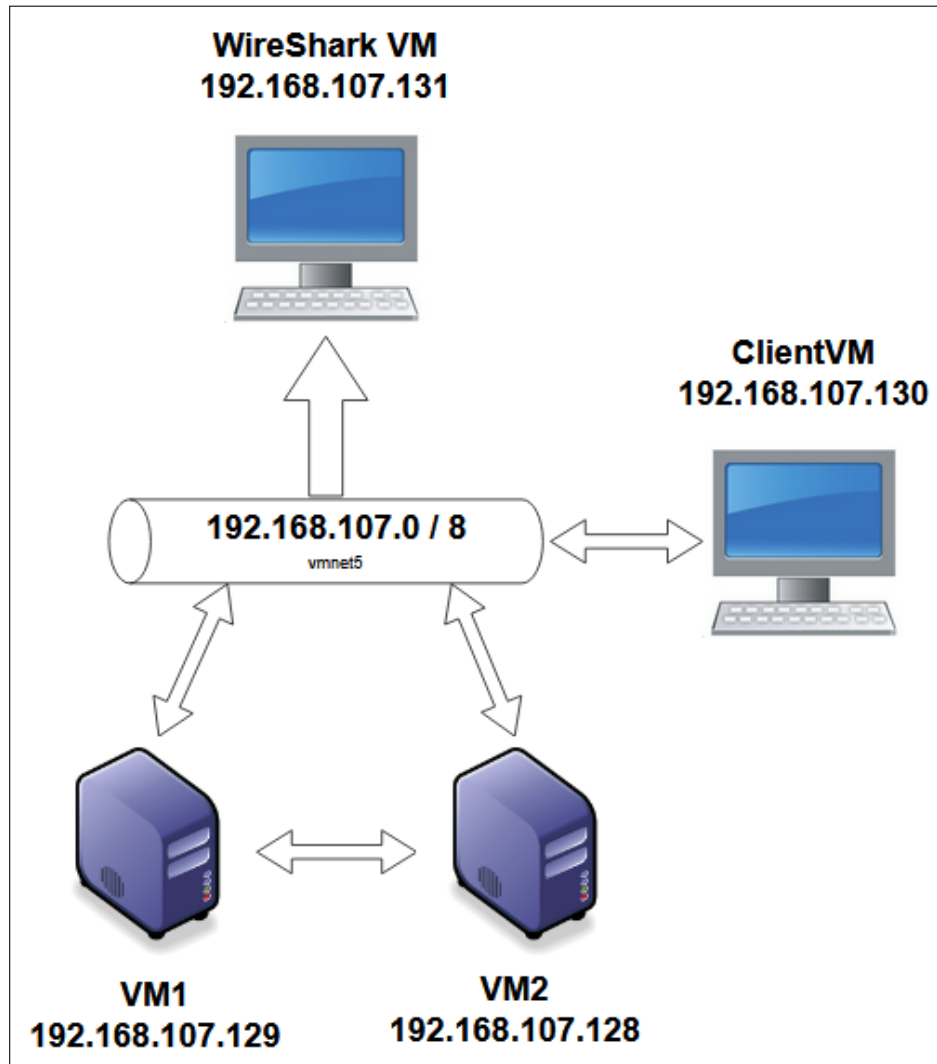 WireShark VM
192.168.107.131
ClientVM
192.168.107.130
192.168.107.0 / 8
vmnet5
VM1
192.168.107.129
VM2
192.168.107.128